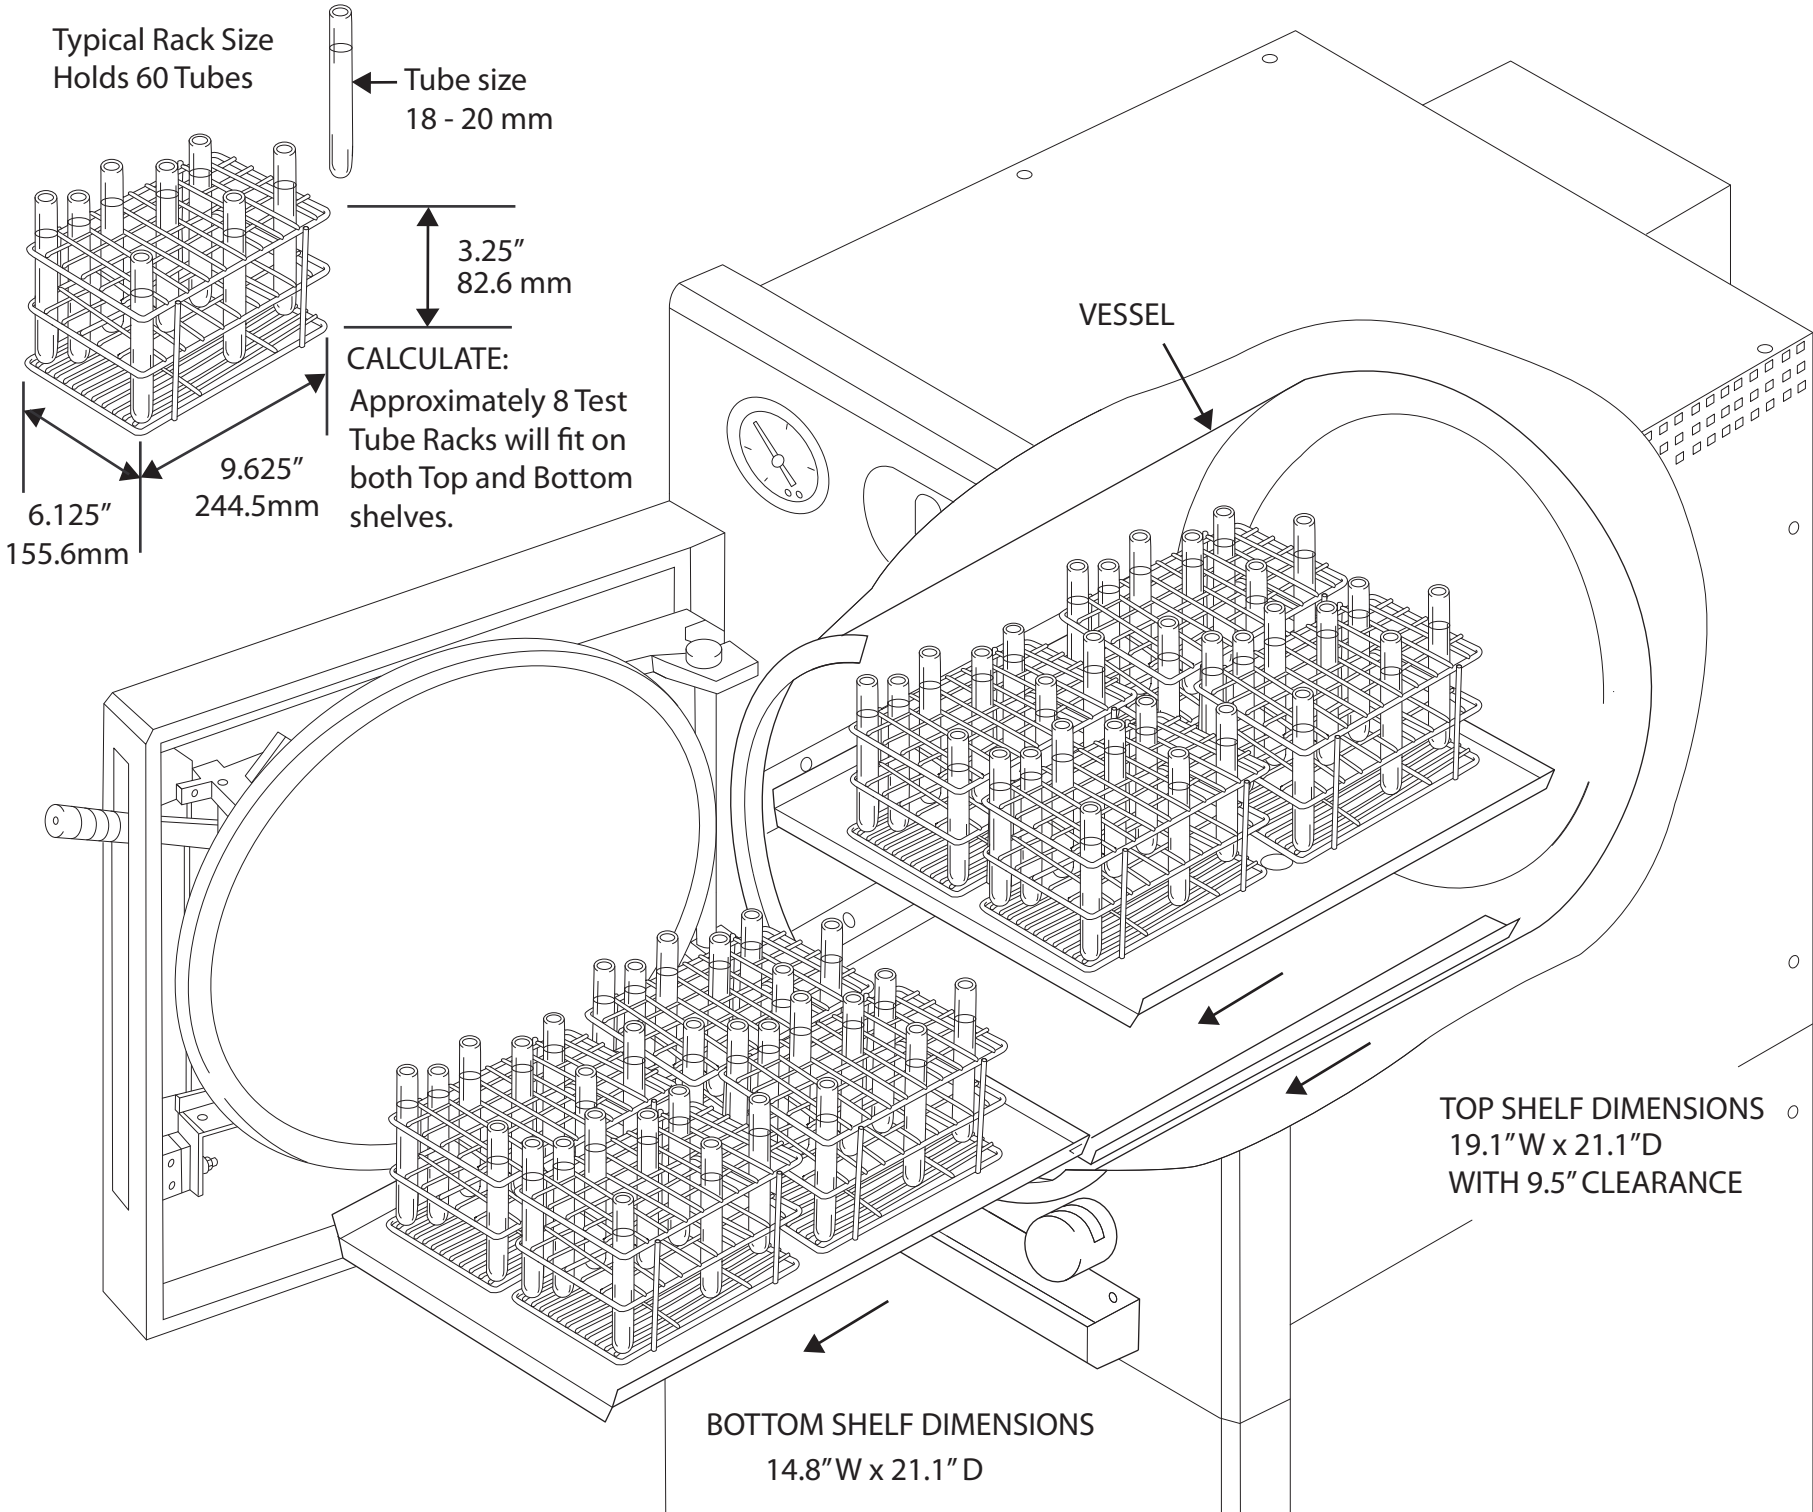 Typical Rack Size
Holds 60 Tubes
Tube size
18 - 20 mm
3.25”
82.6 mm
CALCULATE:
Approximately 8 Test
Tube Racks will fit on
both Top and Bottom
shelves.
9.625”
244.5mm
6.125”
155.6mm
VESSEL
TOP SHELF DIMENSIONS
19.1”W x 21.1”D
WITH 9.5” CLEARANCE
BOTTOM SHELF DIMENSIONS
14.8”W x 21.1” D